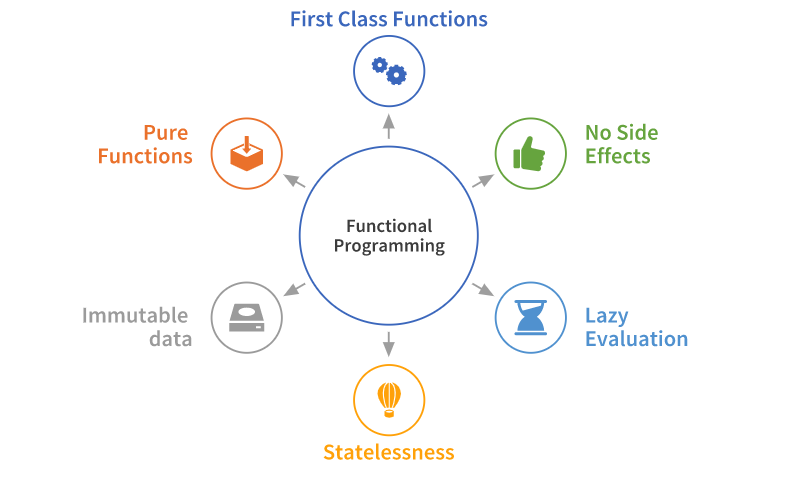 First Class Functions
Pure
Functions
No Side
Effects
Functional
Programming
Immutable
data
Lazy
Evaluation
Statelessness